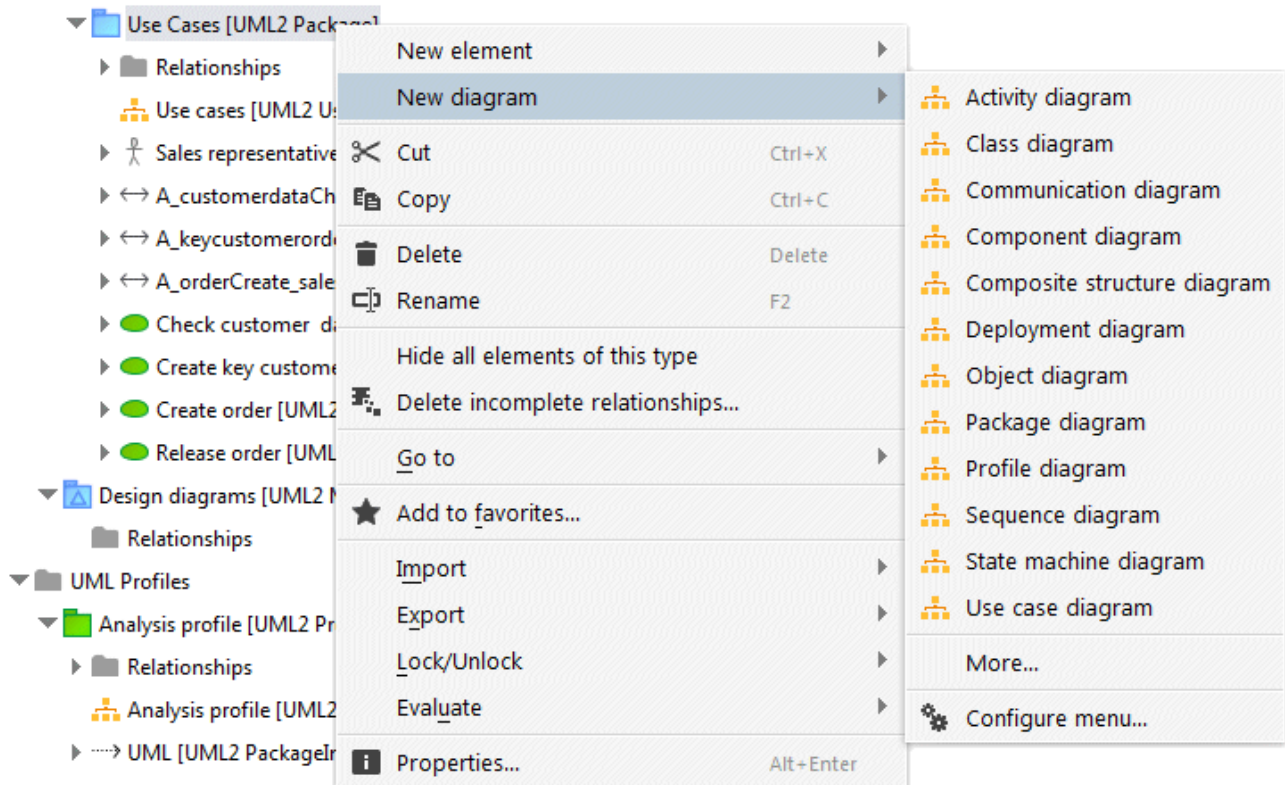 Use Cases [UML2 Package]
Relationships
Use cases [UML2 Us
Sales representative
A_customerdataCh
A_keycustomerorde
A_orderCreate_sale
Check customer da
Create key custome
Create order [UML2
Release order [UML
Design diagrams [UML2 M
Relationships
UML Profiles
Analysis profile [UML2 Pr
Relationships
Analysis profile [UML2
UML [UML2 PackageIm
New element
New diagram
Cut Ctrl+X
Copy Ctrl+C
Delete Delete
Rename F2
Hide all elements of this type
Delete incomplete relationships...
Go to
Add to favorites...
Import
Export
Lock/Unlock
Evaluate
Properties... Alt+Enter
Activity diagram
Class diagram
Communication diagram
Component diagram
Composite structure diagram
Deployment diagram
Object diagram
Package diagram
Profile diagram
Sequence diagram
State machine diagram
Use case diagram
More...
Configure menu...